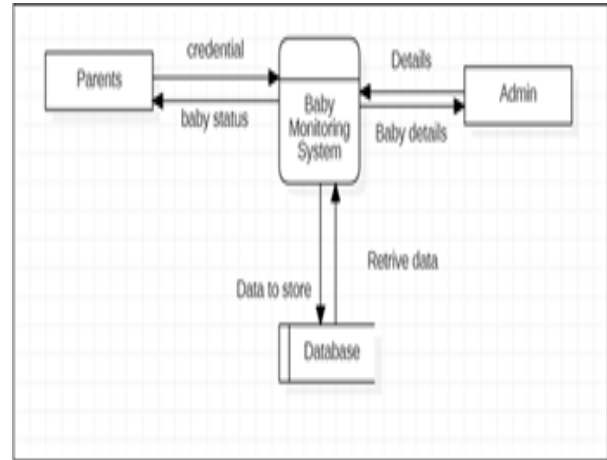 credential
Parents
baby status
Baby
Monitoring
System
Details
Admin
Baby details
Retrive data
Data to store
Database